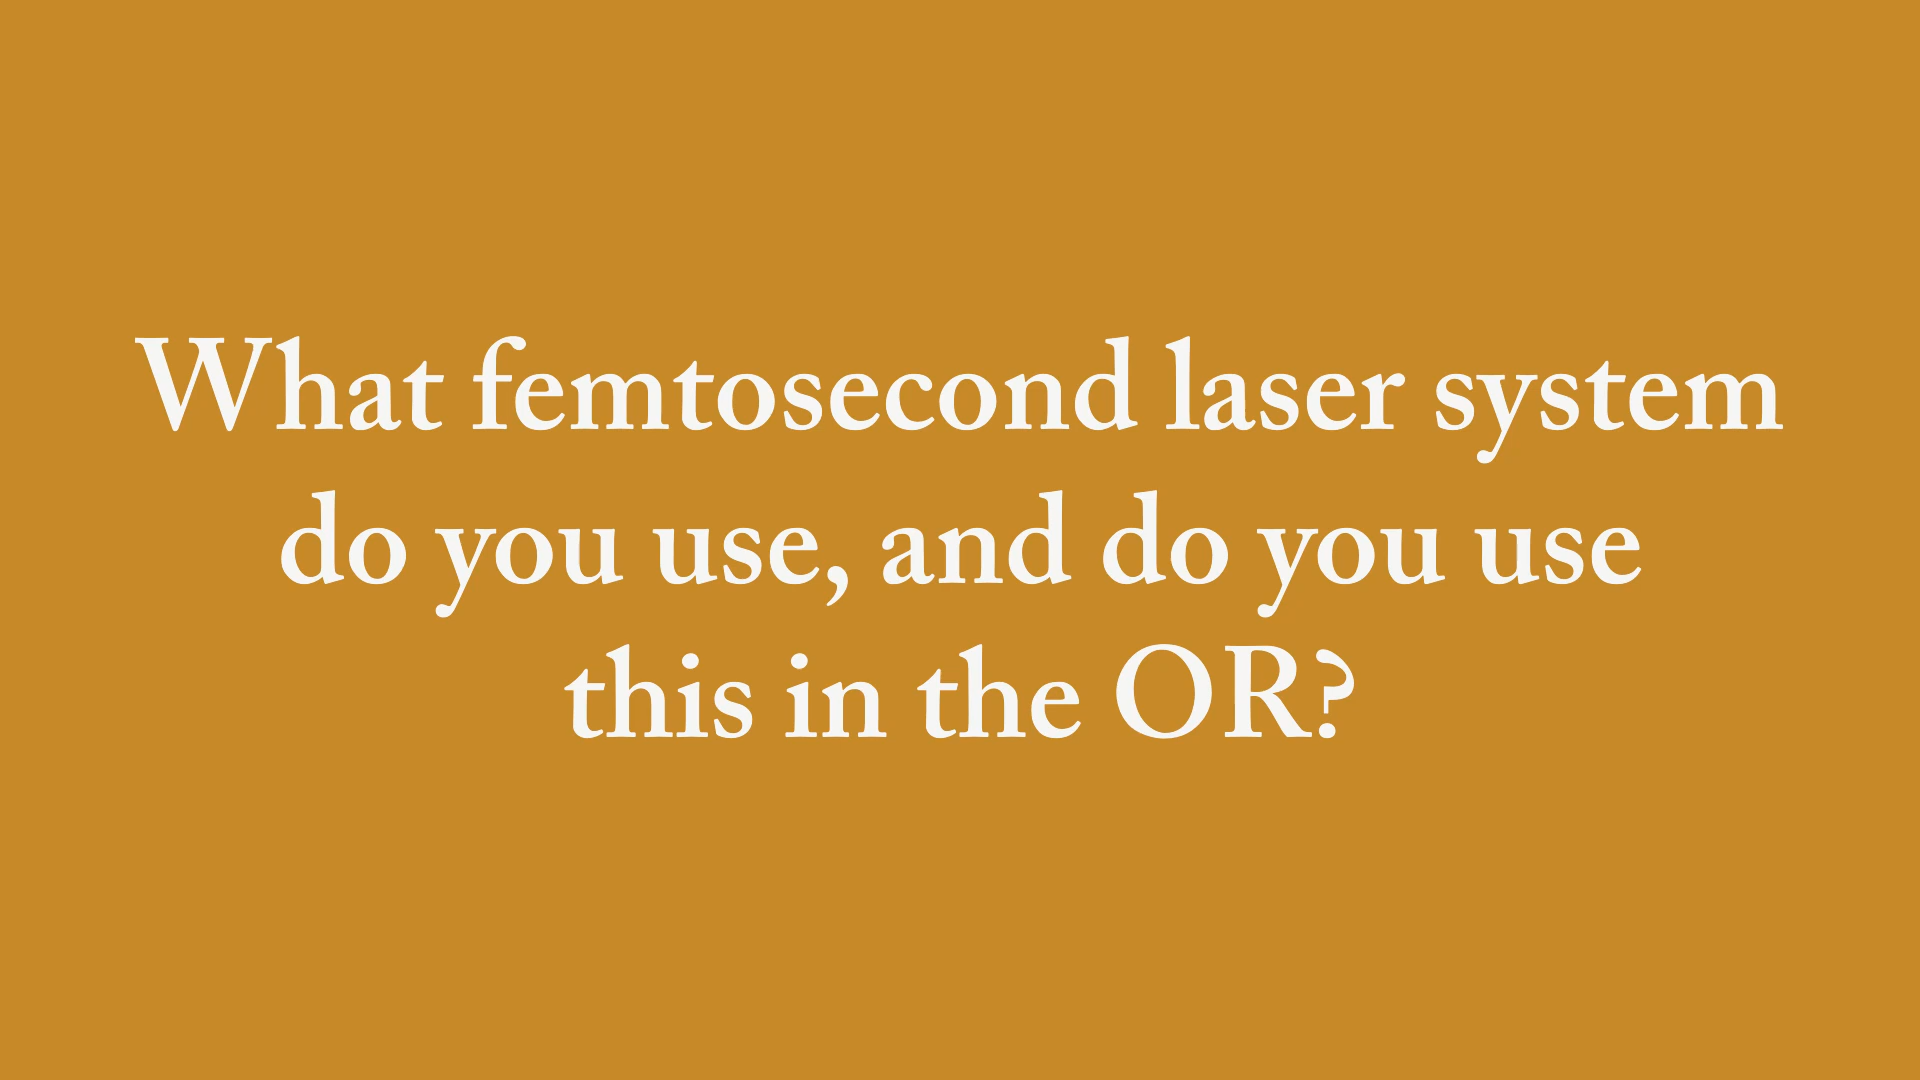 What femtosecond laser system
do you use, and do you use
this in the OR?